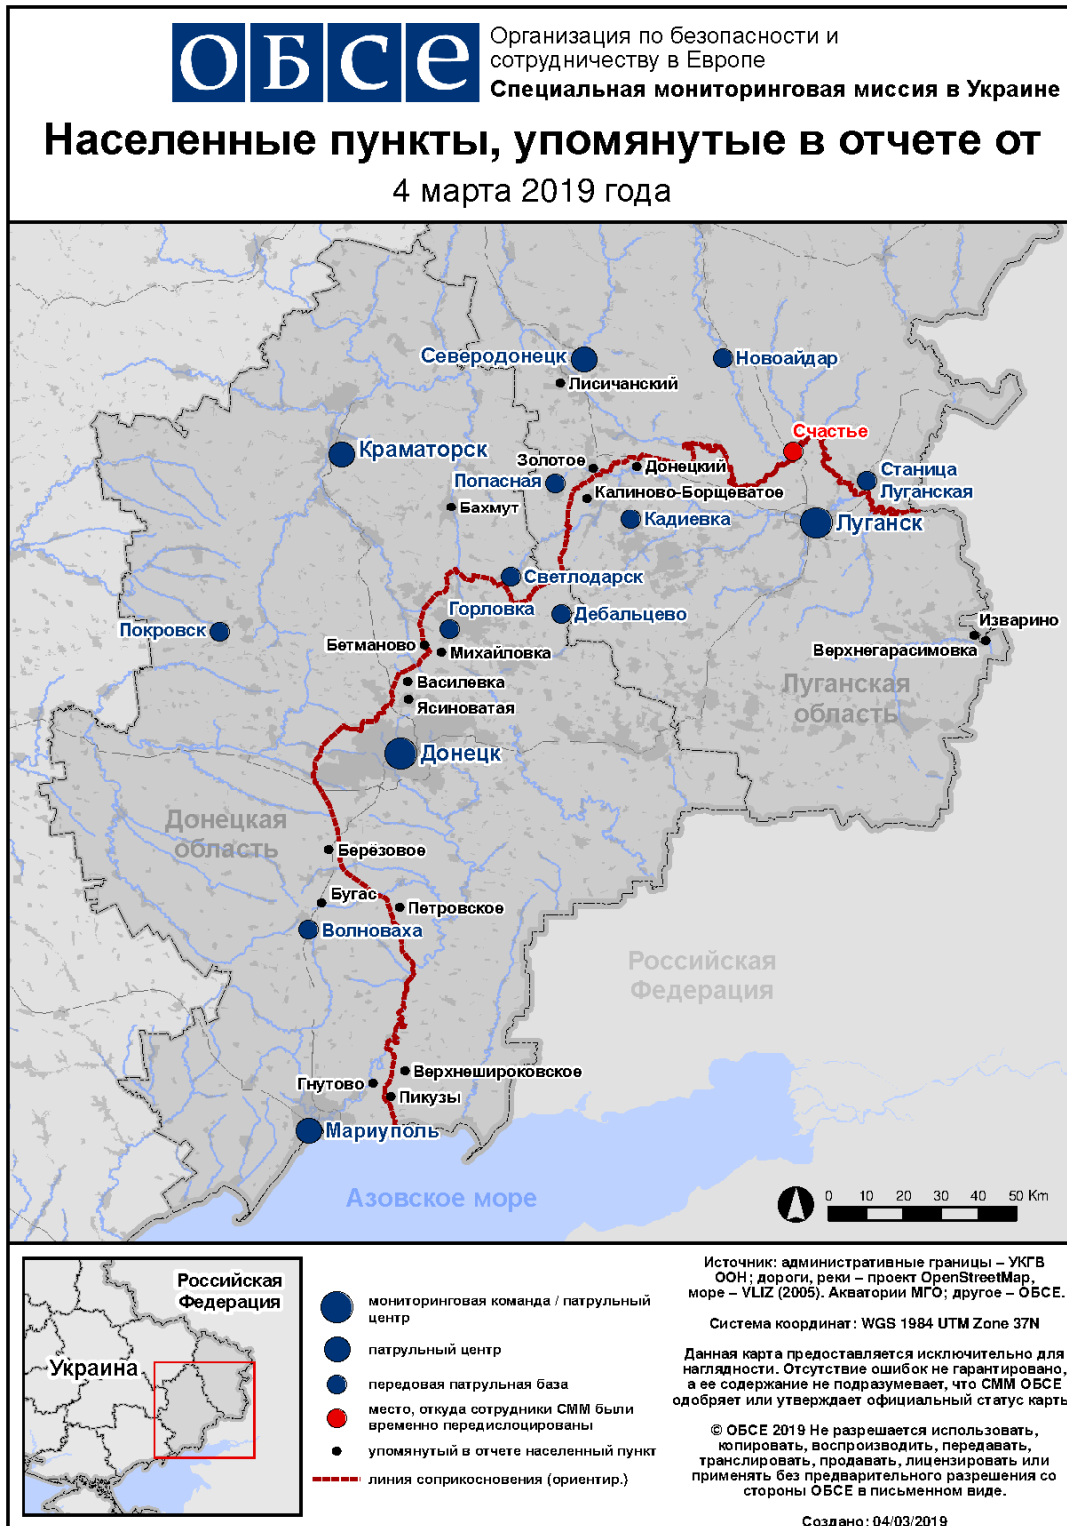 ОБСЕ
Организация по безопасности и
сотрудничеству в Европе
Специальная мониторинговая миссия в Украине
Населенные пункты, упомянутые в отчете от
4 марта 2019 года
Северодонецк
Новоайдар
Лисичанский
Счастье
Краматорск
Золотое
Донецкий
Станица
Луганская
Попасная
Калиново-Борщеватое
Бахмут
Кадиевка
Луганск
Светлодарск
Горловка
Дебальцево
Покровск
Изварино
Бетманово
Михайловка
Верхнегарасимовка
Василевка
Луганская
область
Ясиноватая
Донецк
Донецкая
область
Берёзовое
Бугас
Петровское
Волноваха
Российская
Федерация
Верхнешироковское
Гнутово
Пикузы
Мариуполь
Азовское море
0 10 20 30 40 50 Km
Российская
Федерация
Украина
мониторинговая команда / патрульный
центр
патрульный центр
передовая патрульная база
место, откуда сотрудники СММ были
временно передислоцированы
упомянутый в отчете населенный пункт
линия соприкосновения (ориентир.)
Источник: административные границы – УКГВ
ООН; дороги, реки – проект OpenStreetMap,
море – VLIZ (2005). Акватории МГО; другое – ОБСЕ.
Система координат: WGS 1984 UTM Zone 37N
Данная карта предоставляется исключительно для
наглядности. Отсутствие ошибок не гарантировано,
а ее содержание не подразумевает, что СММ ОБСЕ
одобряет или утверждает официальный статус карты
© ОБСЕ 2019 Не разрешается использовать,
копировать, воспроизводить, передавать,
транслировать, продавать, лицензировать или
применять без предварительного разрешения со
стороны ОБСЕ в письменном виде.
Создано: 04/03/2019